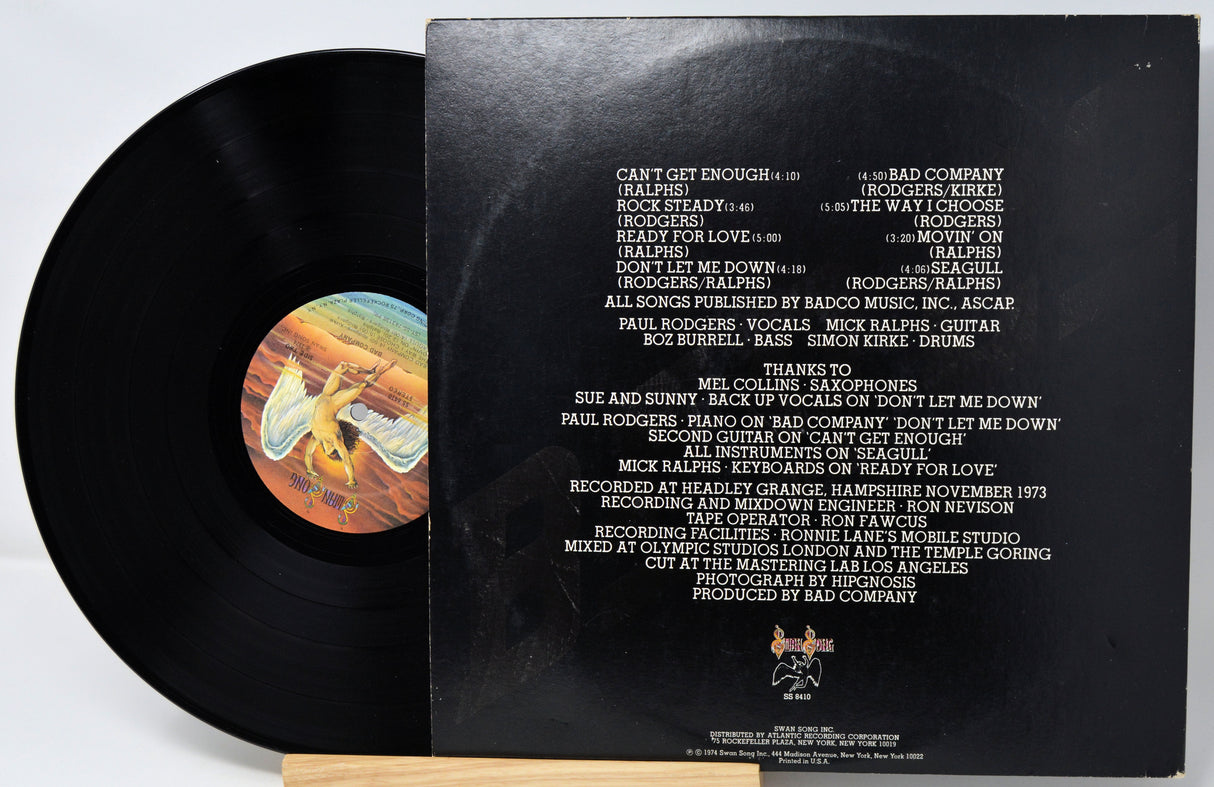 CAN'T GET ENOUGH (4:10)
(RALPHS)
ROCK STEADY (3:46)
(RODGERS)
READY FOR LOVE (5:00)
(RALPHS)
DON'T LET ME DOWN (4:18)
(RODGERS/RALPHS)
(4:50) BAD COMPANY
(RODGERS/KIRKE)
(5:05) THE WAY I CHOOSE
(RODGERS)
(3:20) MOVIN' ON
(RALPHS)
(4:06) SEAGULL
(RODGERS/RALPHS)
ALL SONGS PUBLISHED BY BADCO MUSIC, INC., ASCAP.
PAUL RODGERS · VOCALS MICK RALPHS · GUITAR
BOZ BURRELL · BASS SIMON KIRKE · DRUMS
THANKS TO
MEL COLLINS · SAXOPHONES
SUE AND SUNNY · BACK UP VOCALS ON 'DON'T LET ME DOWN'
PAUL RODGERS · PIANO ON 'BAD COMPANY' 'DON'T LET ME DOWN'
SECOND GUITAR ON 'CAN'T GET ENOUGH'
ALL INSTRUMENTS ON 'SEAGULL'
MICK RALPHS · KEYBOARDS ON 'READY FOR LOVE'
RECORDED AT HEADLEY GRANGE, HAMPSHIRE NOVEMBER 1973
RECORDING AND MIXDOWN ENGINEER · RON NEVISON
TAPE OPERATOR · RON FAWCUS
RECORDING FACILITIES · RONNIE LANE'S MOBILE STUDIO
MIXED AT OLYMPIC STUDIOS LONDON AND THE TEMPLE GORING
CUT AT THE MASTERING LAB LOS ANGELES
PHOTOGRAPH BY HIPGNOSIS
PRODUCED BY BAD COMPANY
SWAN SONG
SS 8410
SWAN SONG INC.
DISTRIBUTED BY ATLANTIC RECORDING CORPORATION
75 ROCKEFELLER PLAZA, NEW YORK, NEW YORK 10019
℗ © 1974 Swan Song Inc., 444 Madison Avenue, New York, New York 10022
Printed in U.S.A.
SWAN SONG
SS 8410
STEREO
BAD COMPANY